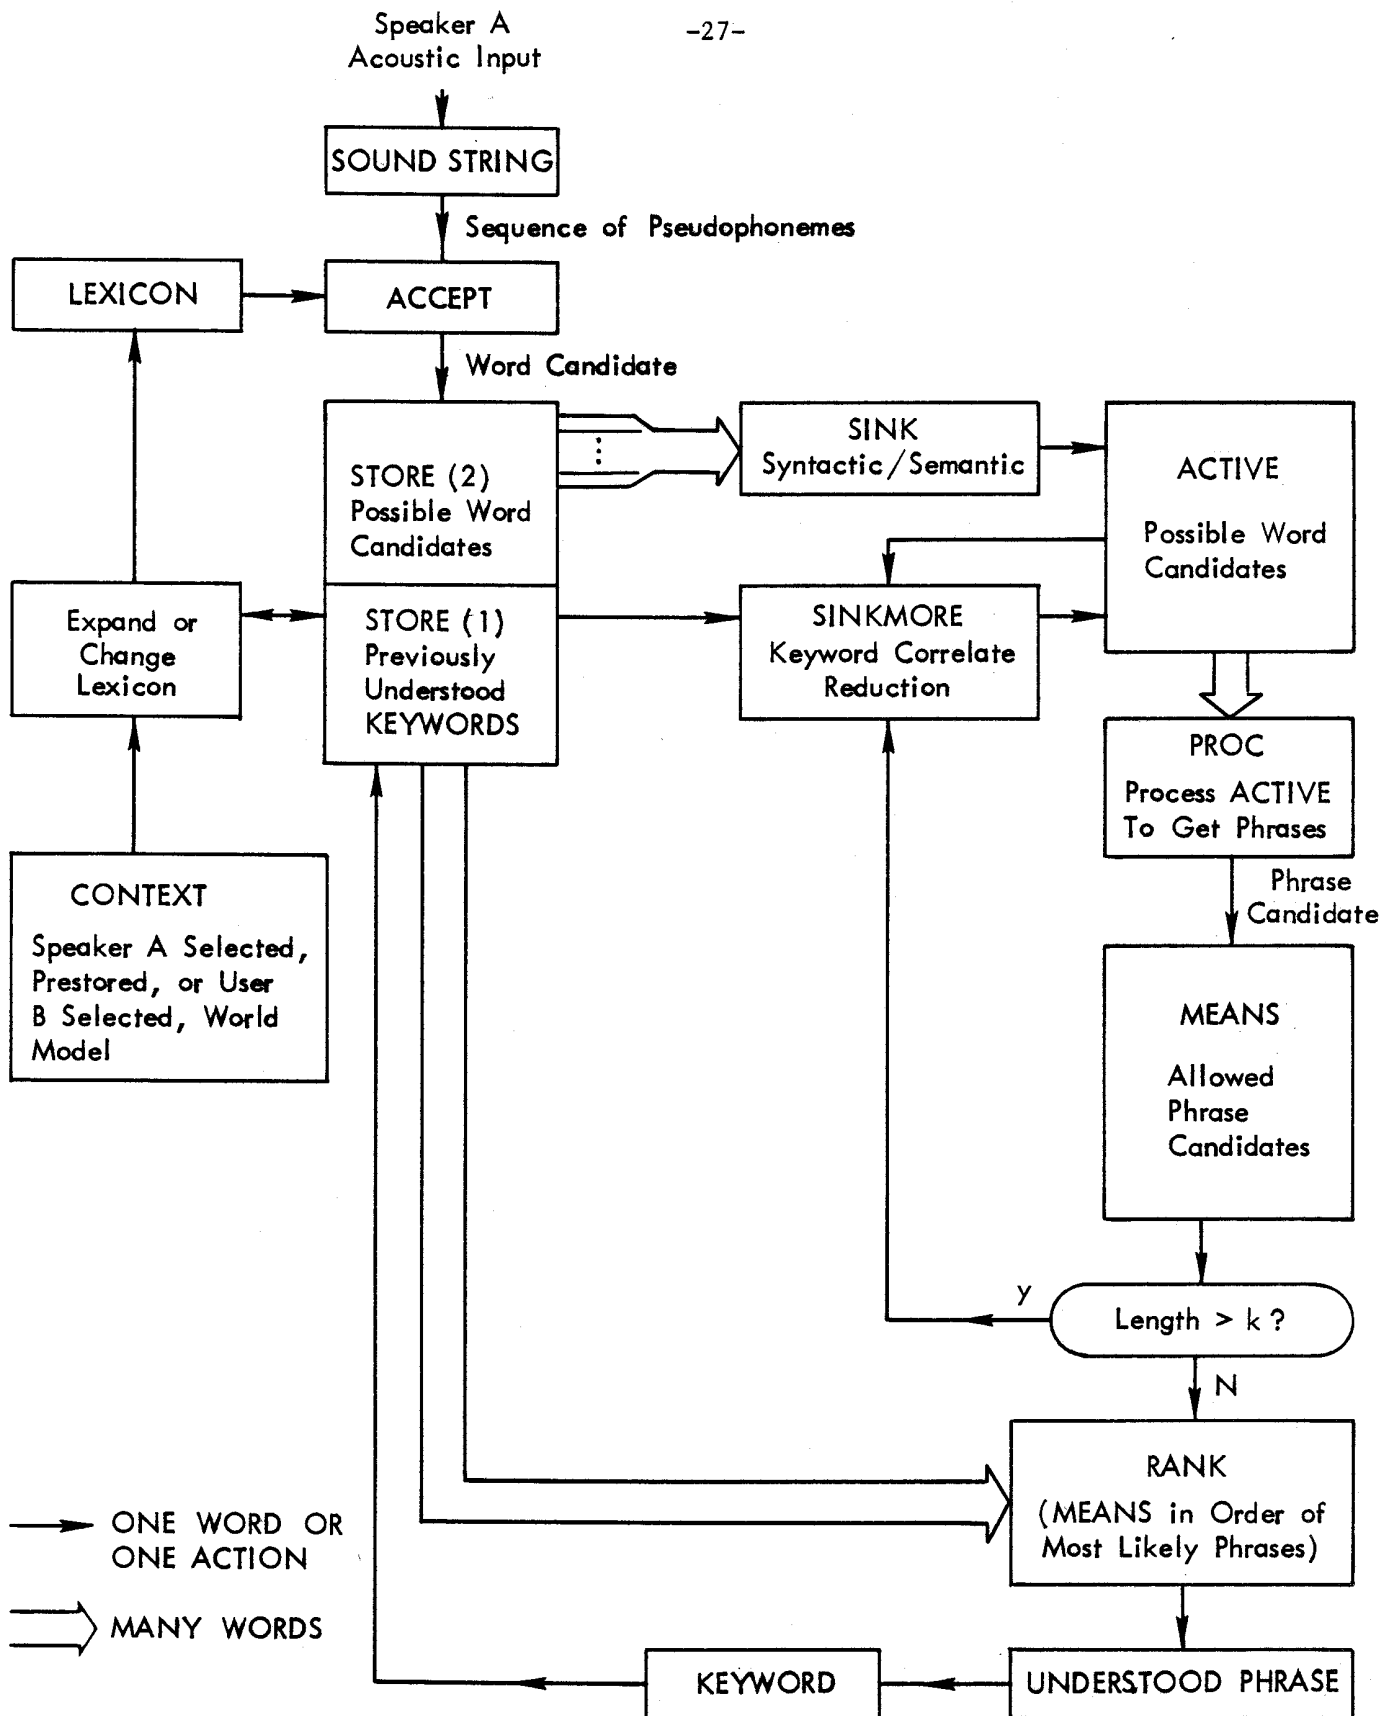 -27-
Speaker A
Acoustic Input
SOUND STRING
Sequence of Pseudophonemes
LEXICON
ACCEPT
Word Candidate
STORE (2)
Possible Word
Candidates
SINK
Syntactic/Semantic
ACTIVE
Possible Word
Candidates
Expand or
Change
Lexicon
STORE (1)
Previously
Understood
KEYWORDS
SINKMORE
Keyword Correlate
Reduction
PROC
Process ACTIVE
To Get Phrases
Phrase
Candidate
CONTEXT
Speaker A Selected,
Prestored, or User
B Selected, World
Model
MEANS
Allowed
Phrase
Candidates
Y
Length > k?
N
RANK
(MEANS in Order of
Most Likely Phrases)
ONE WORD OR
ONE ACTION
MANY WORDS
KEYWORD
UNDERSTOOD PHRASE